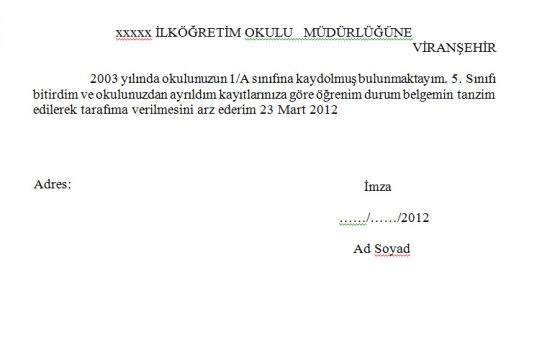 xxxxx İLKÖĞRETİM OKULU MÜDÜRLÜĞÜNE
VİRANŞEHİR
2003 yılında okulunuzun 1/A sınıfına kaydolmuş bulunmaktayım. 5. Sınıfı
bitirdim ve okulunuzdan ayrıldım kayıtlarınıza göre öğrenim durum belgemin tanzim
edilerek tarafıma verilmesini arz ederim 23 Mart 2012
Adres:
İmza
……/……/2012
Ad Soyad